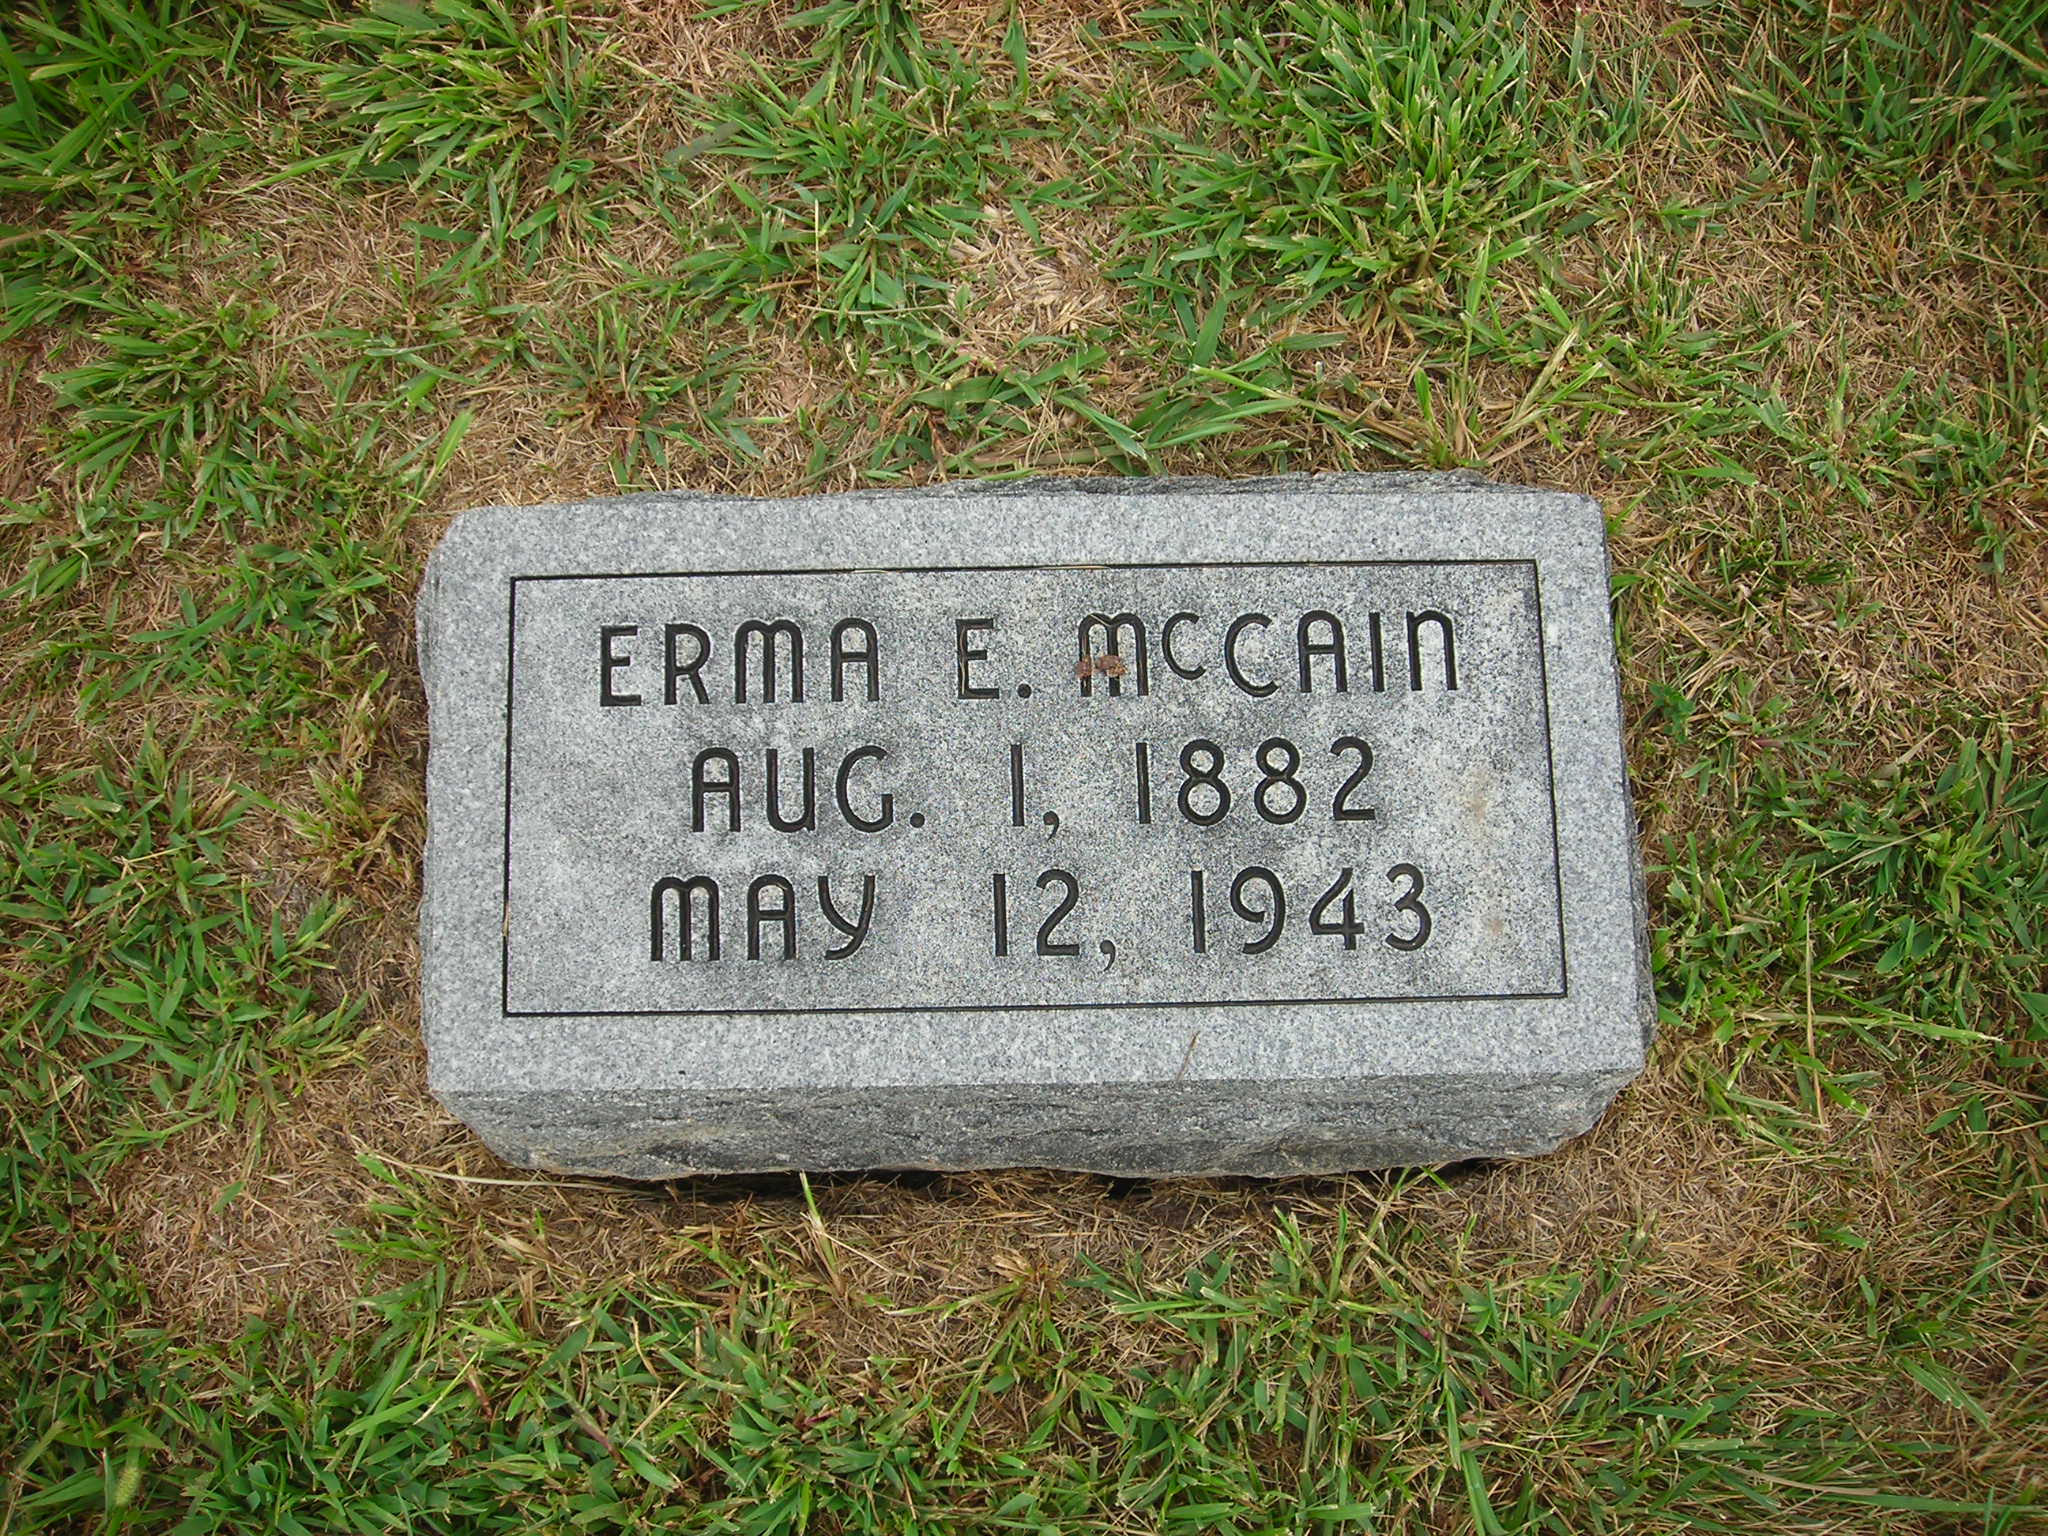 ERMA E. McCAIN
AUG. 1, 1882
MAY 12, 1943